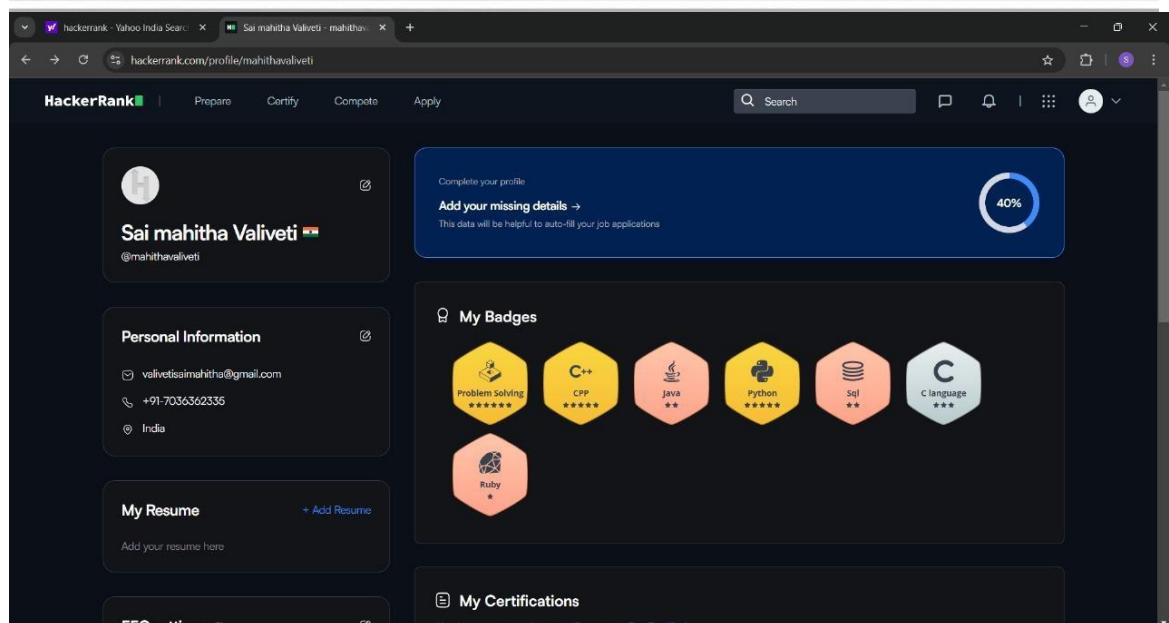 hackerrank - Yahoo India Searc
Sai mahitha Valiveti - mahithava
hackerrank.com/profile/mahithavaliveti
S
HackerRank
Prepare
Certify
Compete
Apply
Search
H
Sai mahitha Valiveti
@mahithavaliveti
Complete your profile
Add your missing details →
This data will be helpful to auto-fill your job applications
40%
Personal Information
valivetisaimahitha@gmail.com
+91-7036362335
India
My Badges
Problem Solving
C++
CPP
Java
Python
Sql
C
C language
Ruby
My Resume
+ Add Resume
Add your resume here
My Certifications